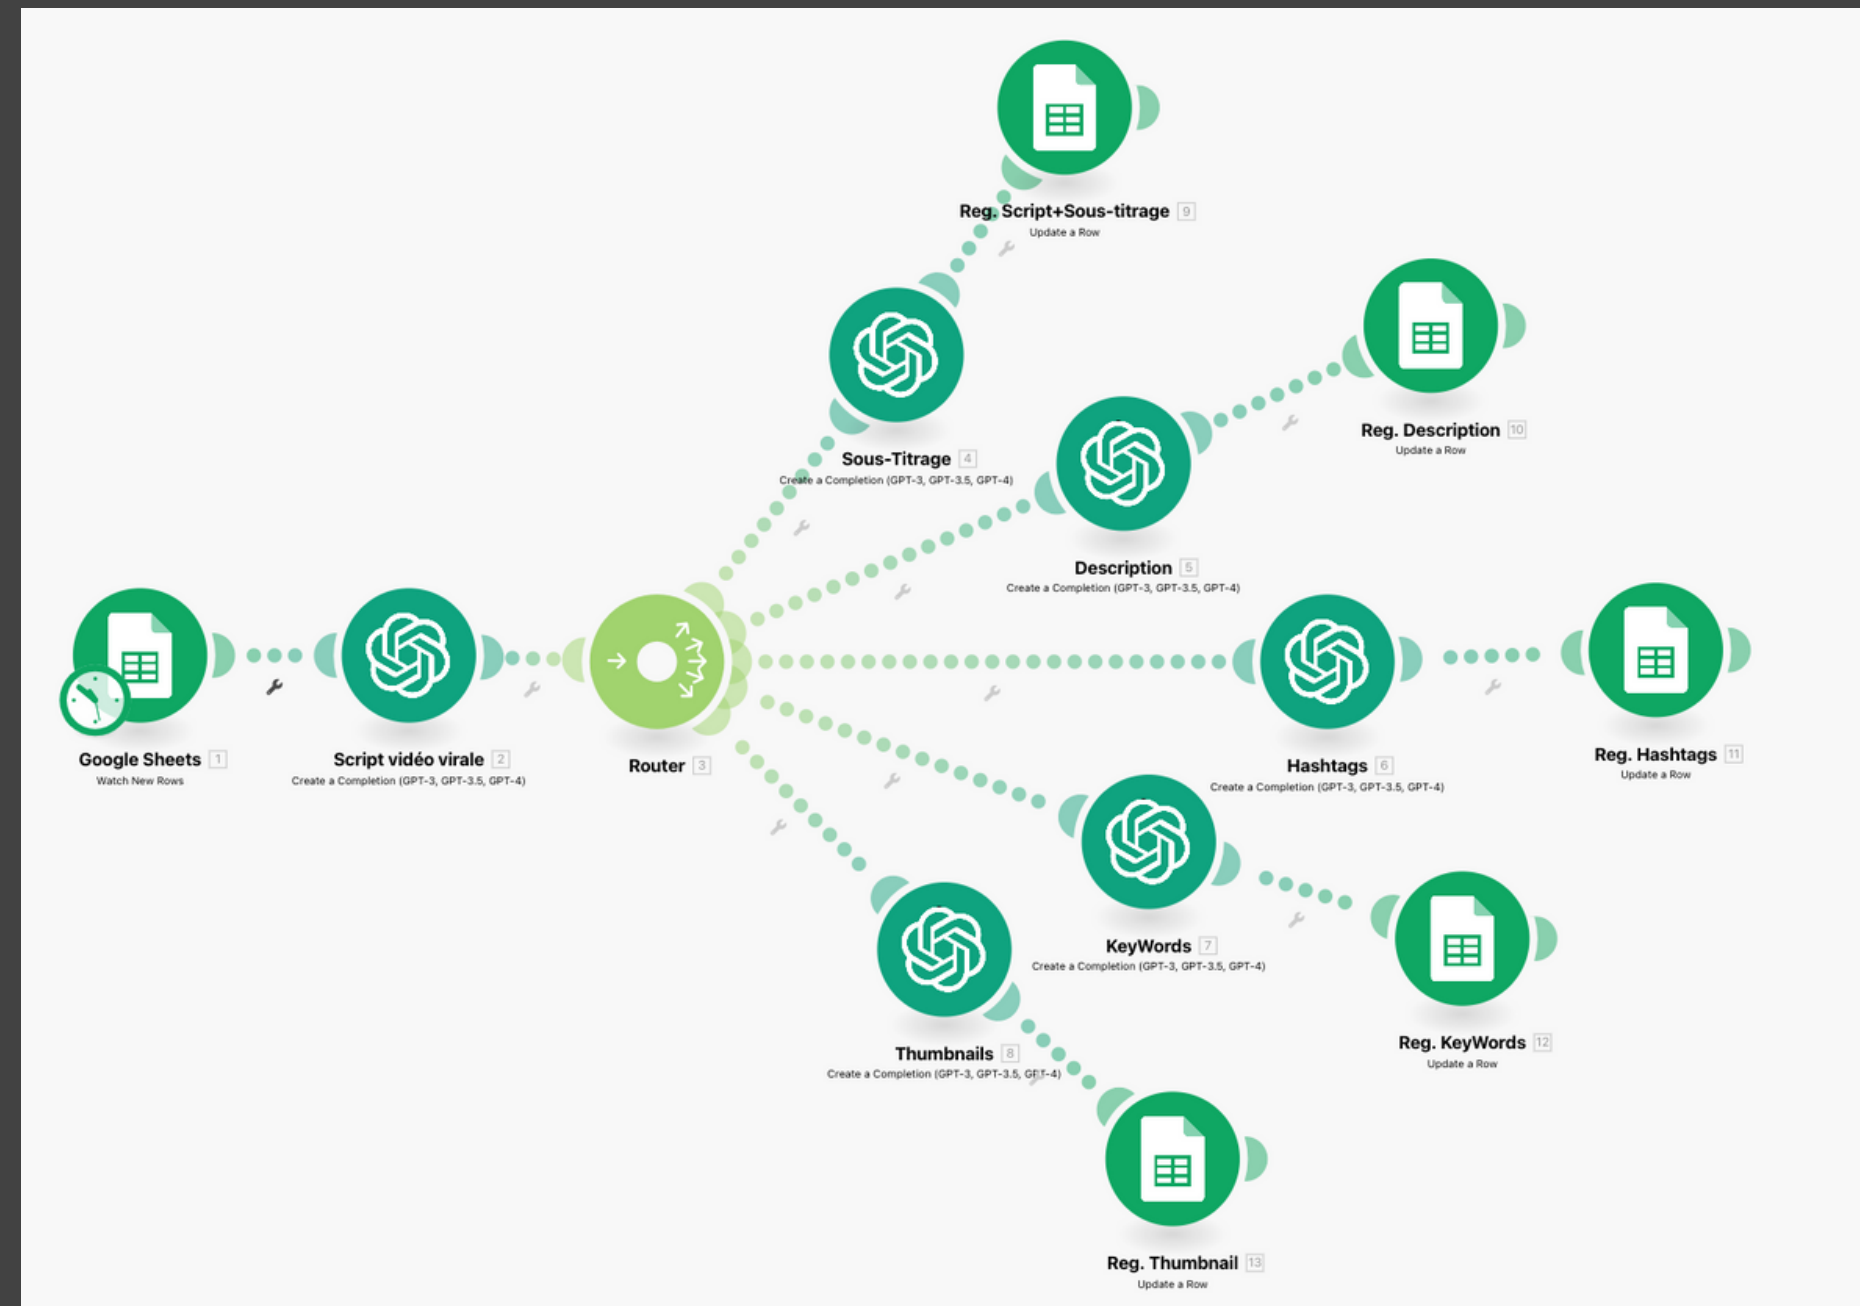 Reg. Script+Sous-titrage 9
Update a Row
Reg. Description 10
Update a Row
Sous-Titrage 4
Create a Completion (GPT-3, GPT-3.5, GPT-4)
Description 5
Create a Completion (GPT-3, GPT-3.5, GPT-4)
Google Sheets 1
Watch New Rows
Script vidéo virale 2
Create a Completion (GPT-3, GPT-3.5, GPT-4)
Router 3
Hashtags 6
Create a Completion (GPT-3, GPT-3.5, GPT-4)
Reg. Hashtags 11
Update a Row
KeyWords 7
Create a Completion (GPT-3, GPT-3.5, GPT-4)
Reg. KeyWords 12
Update a Row
Thumbnails 8
Create a Completion (GPT-3, GPT-3.5, GPT-4)
Reg. Thumbnail 13
Update a Row